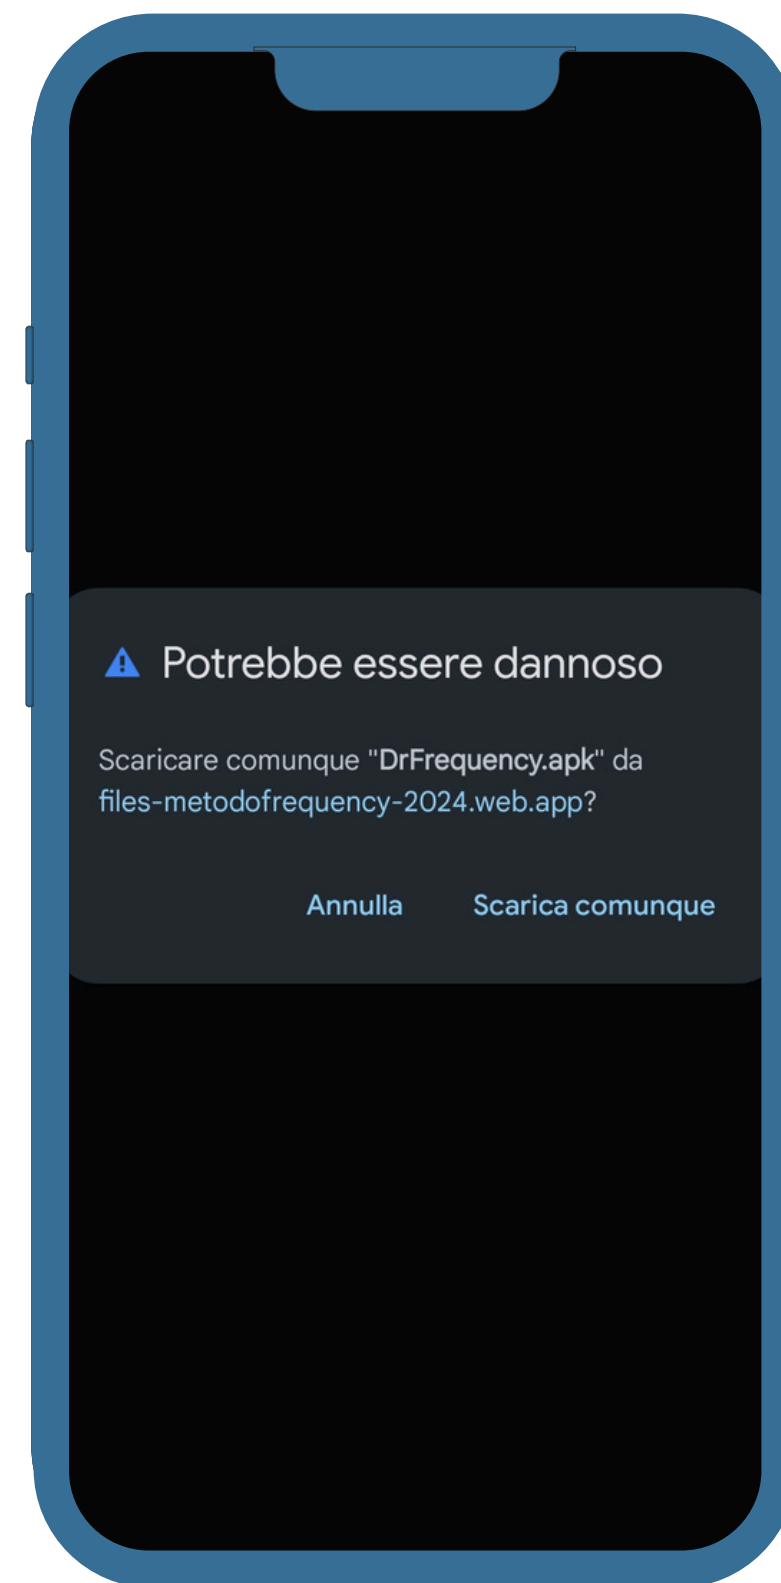 Potrebbe essere dannoso
Scaricare comunque "DrFrequency.apk" da
files-metodofrequency-2024.web.app?
Annulla Scarica comunque